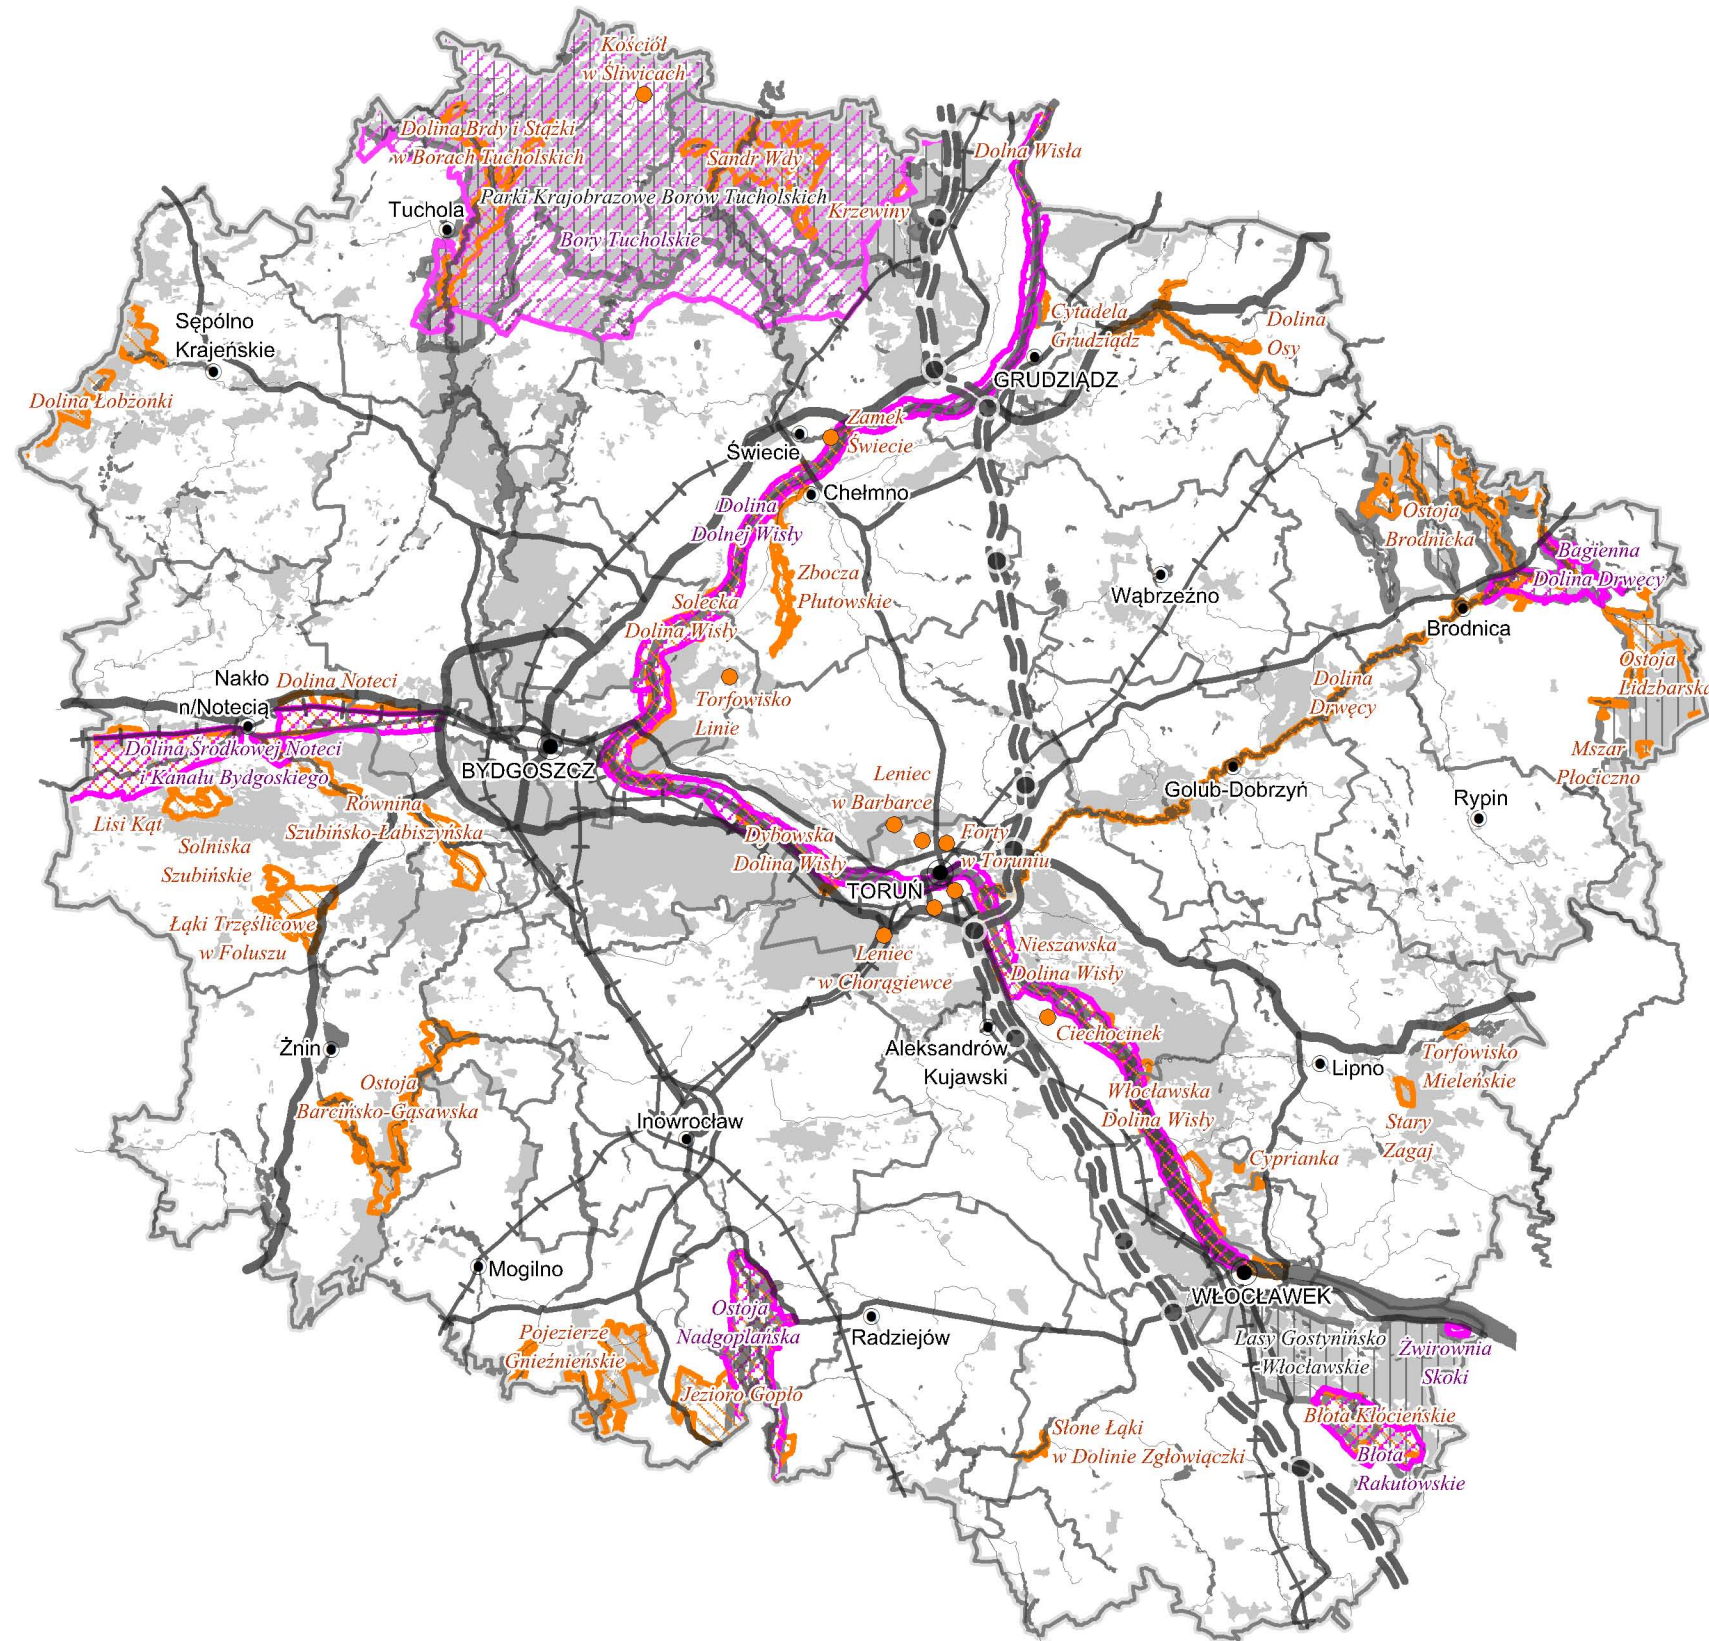 Kościół
w Śliwicach
Dolina Brdy i Stążki
w Borach Tucholskich
Sandr Wdy
Dolna Wisła
Parki Krajobrazowe Borów Tucholskich
Tuchola
Krzewiny
Bory Tucholskie
Sępólno
Krajeńskie
Cytadela
Grudziądz
Dolina
Osy
GRUDZIĄDZ
Dolina Łobżonki
Zamek
Świecie
Świecie
Chełmno
Dolina
Dolnej Wisły
Ostoja
Brodnicka
Bagienna
Dolina Drwęcy
Zbocza
Płutowskie
Wąbrzeźno
Solecka
Dolina Wisły
Brodnica
Ostoja
Lidzbarska
Nakło
n/Notecią
Dolina Noteci
Torfowisko
Linie
Dolina
Drwęcy
Dolina Środkowej Noteci
i Kanału Bydgoskiego
BYDGOSZCZ
Mszar
Płociczno
Leniec
w Barbarce
Golub-Dobrzyń
Rypin
Lisi Kąt
Równina
Szubińsko-Łabiszyńska
Solniska
Szubińskie
Dybowska
Dolina Wisły
Forty
w Toruniu
TORUŃ
Łąki Trzęślicowe
w Foluszu
Leniec
w Chorągiewce
Nieszawska
Dolina Wisły
Żnin
Ciechocinek
Aleksandrów
Kujawski
Lipno
Torfowisko
Mieleńskie
Ostoja
Barcińsko-Gąsawska
Włocławska
Dolina Wisły
Stary
Zagaj
Inowrocław
Cyprianka
Mogilno
WŁOCŁAWEK
Ostoja
Nadgoplańska
Radziejów
Pojezierze
Gnieźnieńskie
Lasy Gostynińsko
-Włocławskie
Żwirownia
Skoki
Jezioro Gopło
Słone Łąki
w Dolinie Zgłowiączki
Błota Kłócieńskie
Błota
Rakutowskie